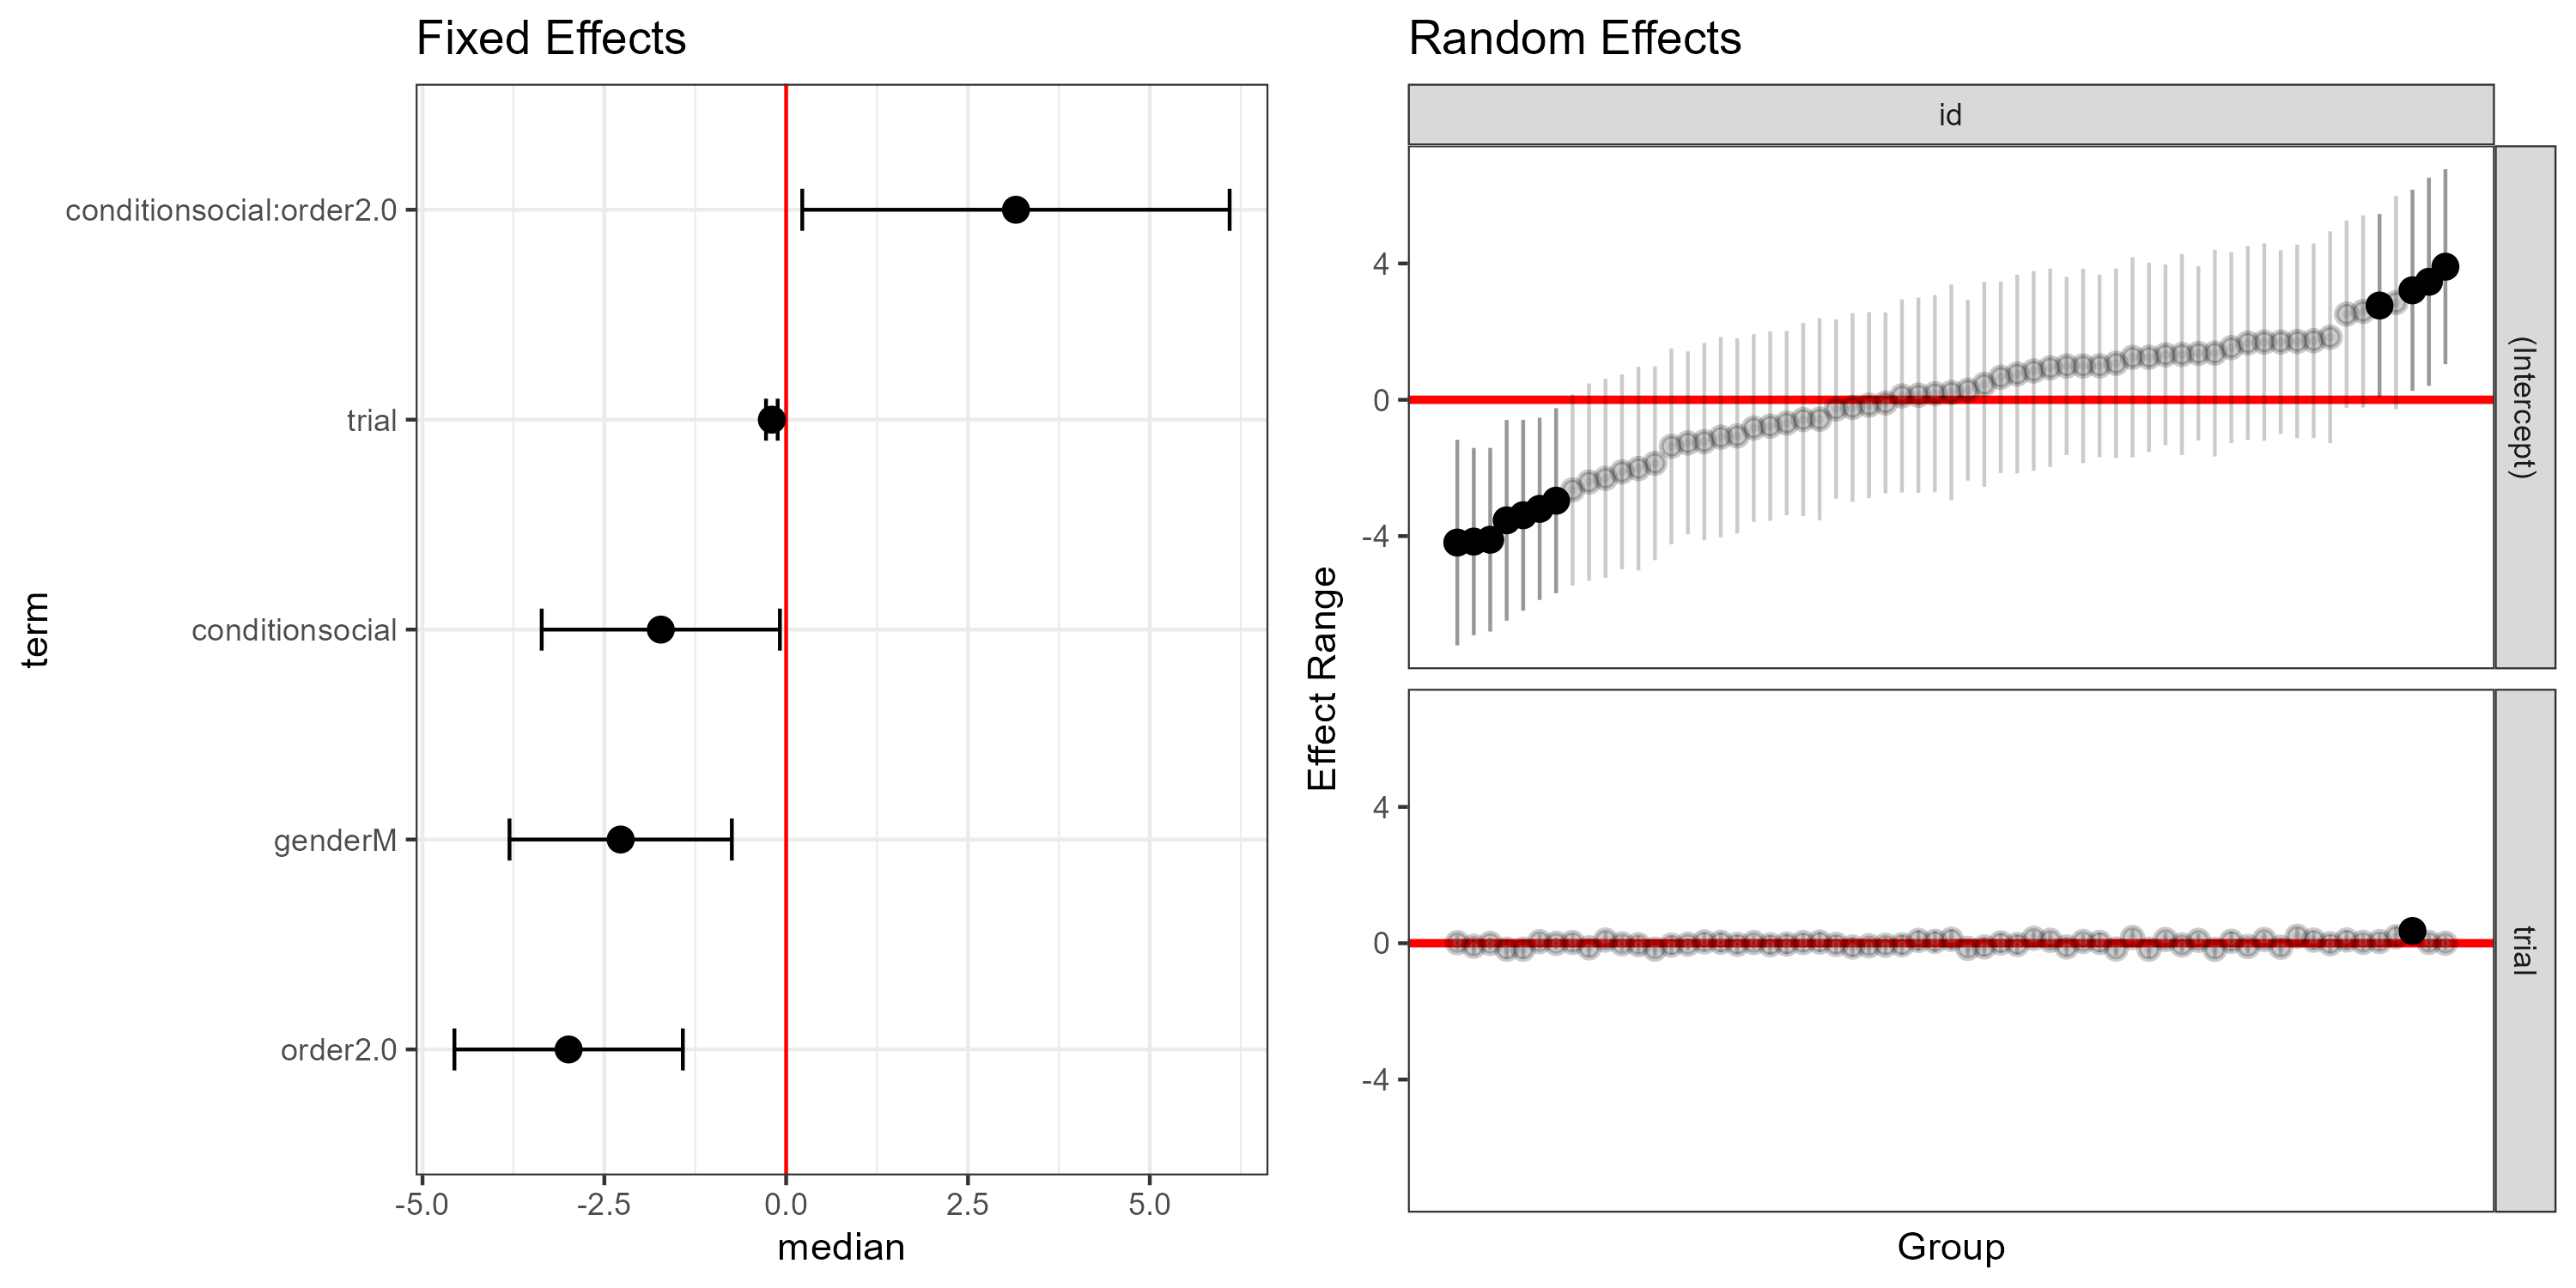 Fixed Effects
term
conditionsocial:order2.0
trial
conditionsocial
genderM
order2.0
-5.0 -2.5 0.0 2.5 5.0
median
Random Effects
id
Effect Range
4
0
-4
(Intercept)
4
0
-4
trial
Group